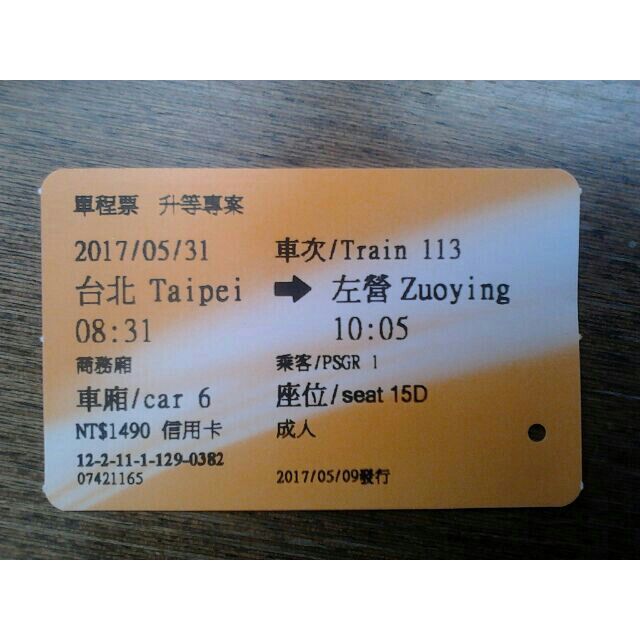 單程票 升等專案
2017/05/31 車次/Train 113
台北 Taipei ➡ 左營 Zuoying
08:31 10:05
商務廂 乘客/PSGR 1
車廂/car 6 座位/seat 15D
NT$1490 信用卡 成人
12-2-11-1-129-0382
07421165 2017/05/09發行